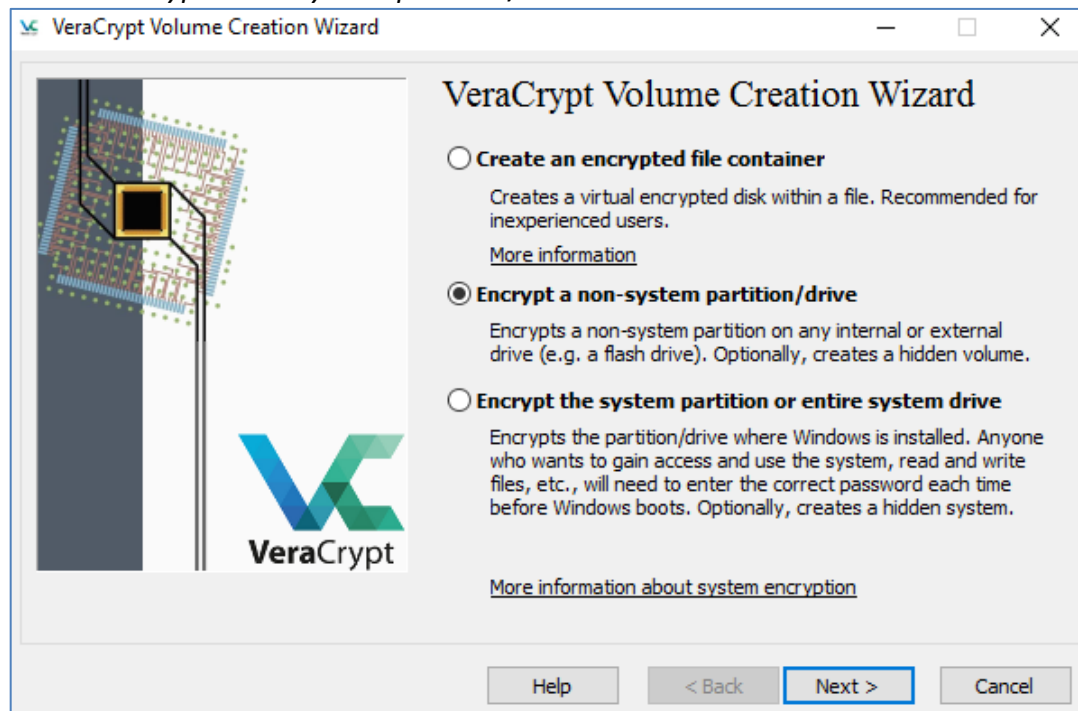 VeraCrypt Volume Creation Wizard
VeraCrypt Volume Creation Wizard
Create an encrypted file container
Creates a virtual encrypted disk within a file. Recommended for
inexperienced users.
More information
Encrypt a non-system partition/drive
Encrypts a non-system partition on any internal or external
drive (e.g. a flash drive). Optionally, creates a hidden volume.
Encrypt the system partition or entire system drive
Encrypts the partition/drive where Windows is installed. Anyone
who wants to gain access and use the system, read and write
files, etc., will need to enter the correct password each time
before Windows boots. Optionally, creates a hidden system.
VeraCrypt
More information about system encryption
Help
< Back
Next >
Cancel